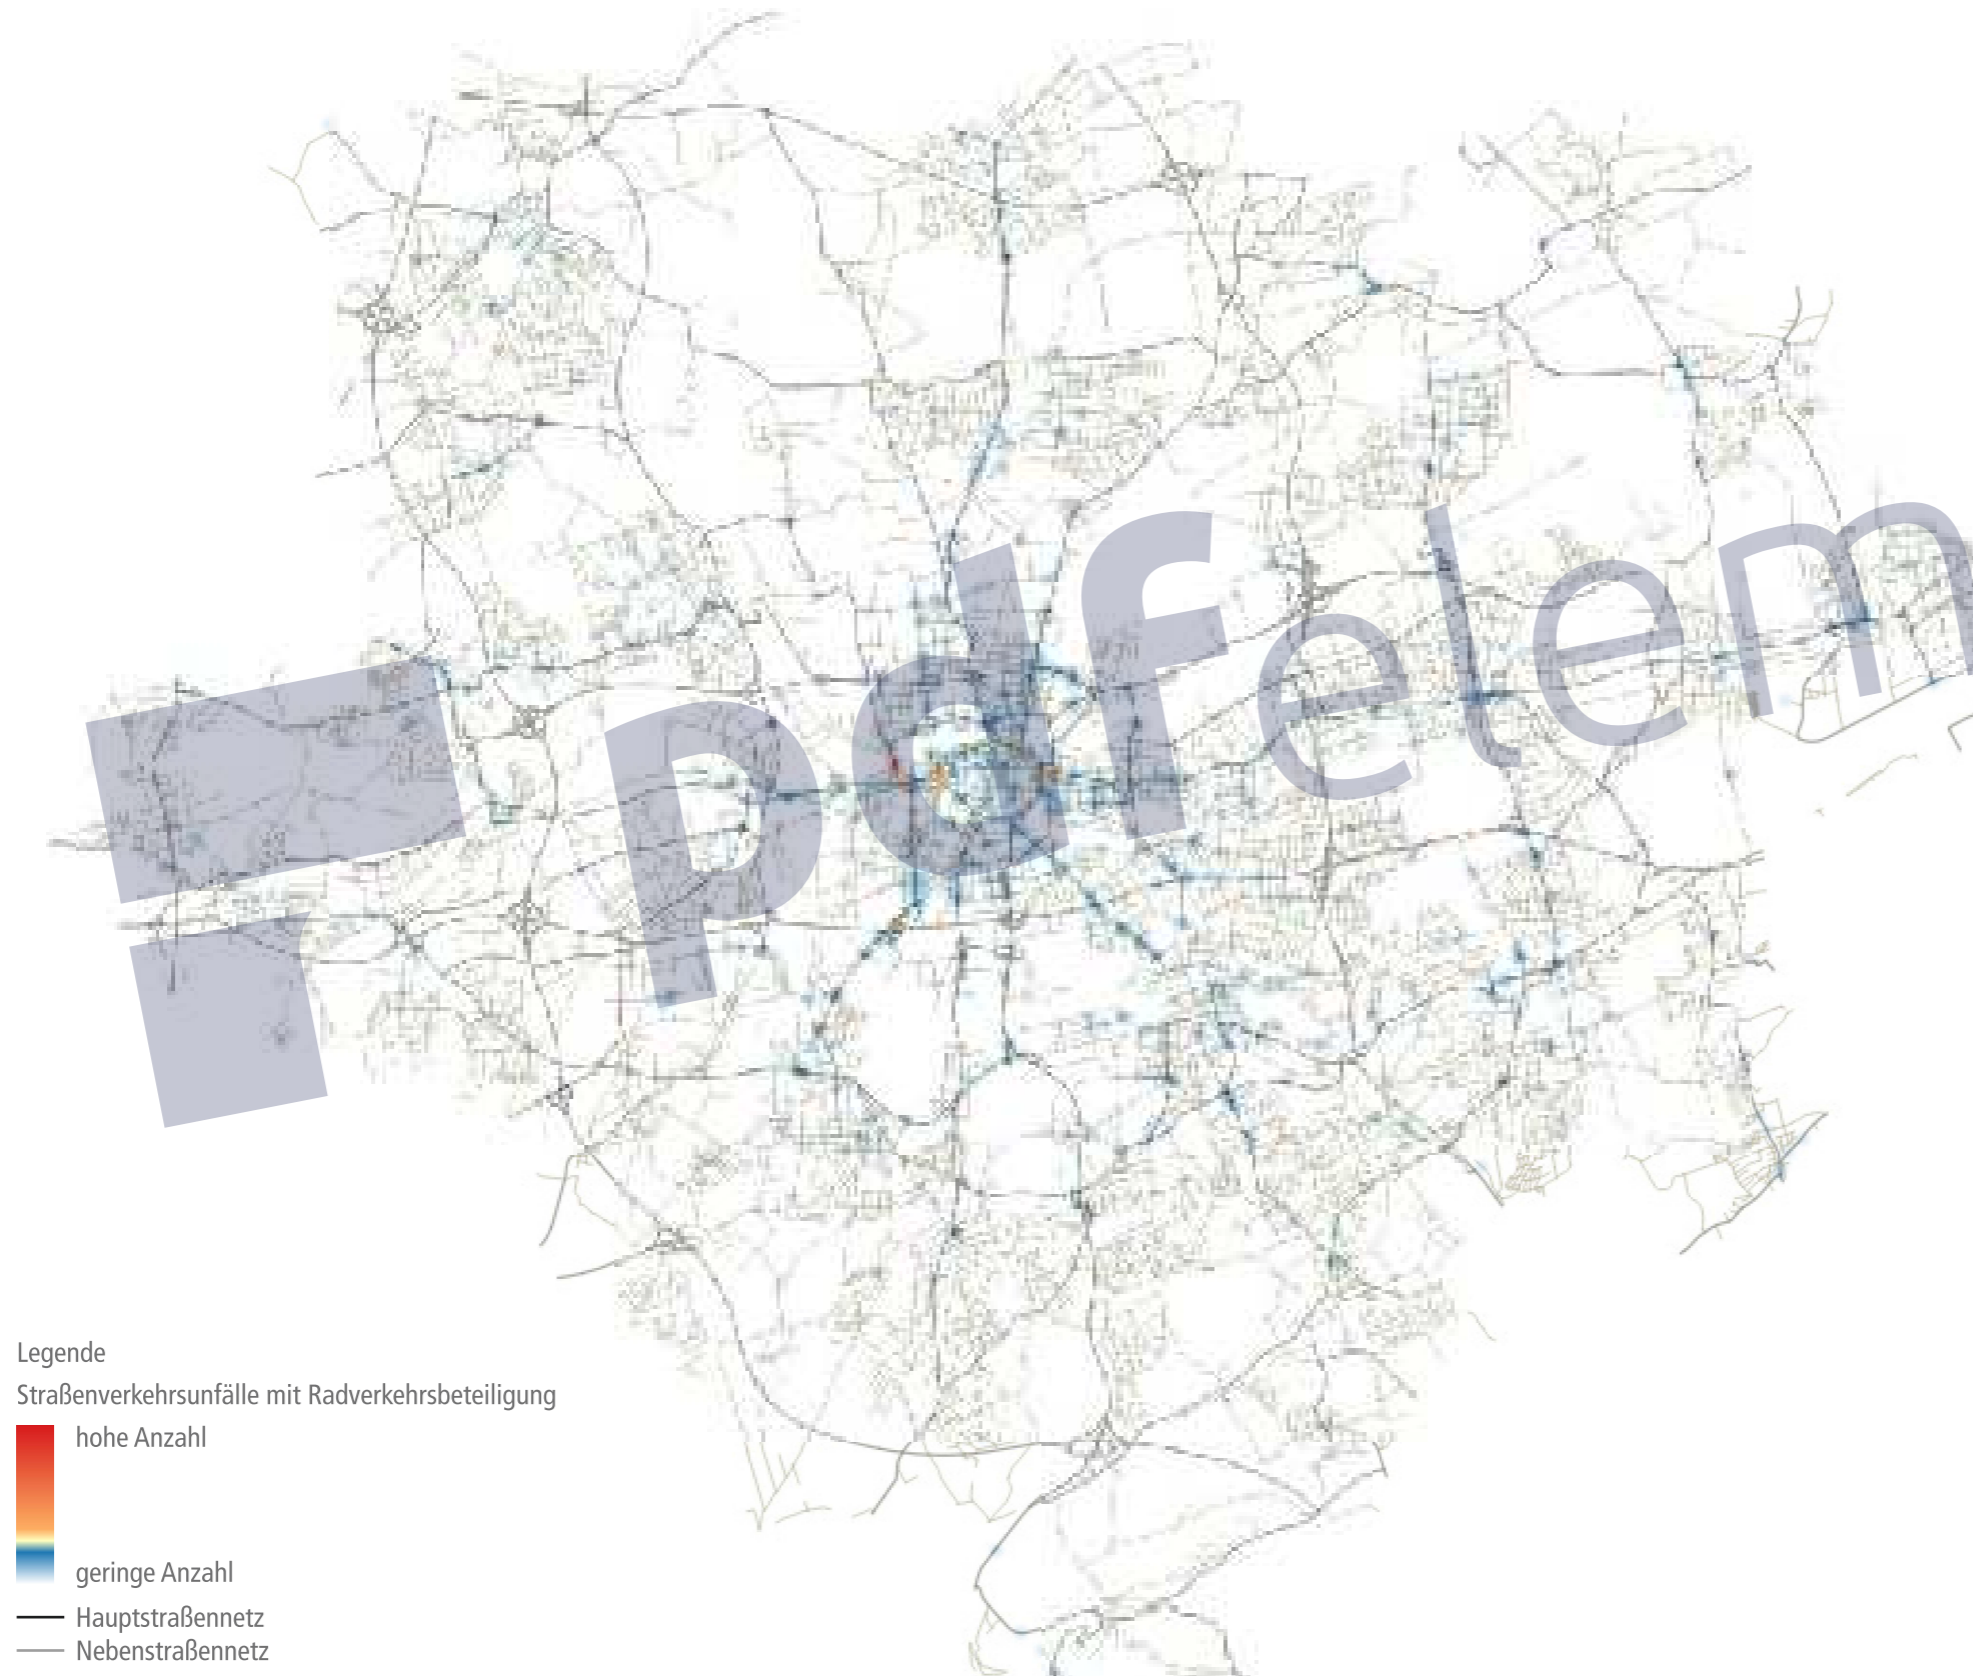 pdfelem
Legende
Straßenverkehrsunfälle mit Radverkehrsbeteiligung
hohe Anzahl
geringe Anzahl
Hauptstraßennetz
Nebenstraßennetz